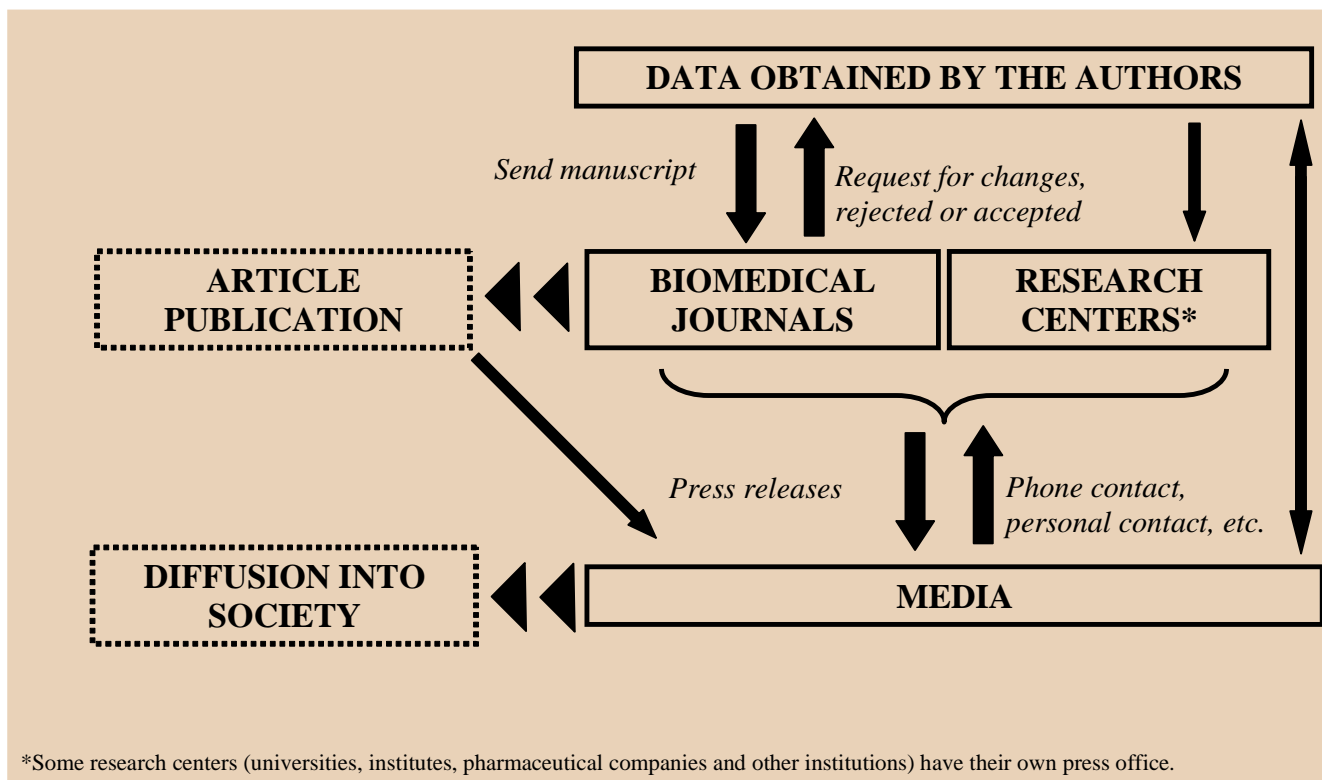 DATA OBTAINED BY THE AUTHORS
Send manuscript
Request for changes,
rejected or accepted
ARTICLE
PUBLICATION
BIOMEDICAL
JOURNALS
RESEARCH
CENTERS*
Press releases
Phone contact,
personal contact, etc.
DIFFUSION INTO
SOCIETY
MEDIA
*Some research centers (universities, institutes, pharmaceutical companies and other institutions) have their own press office.